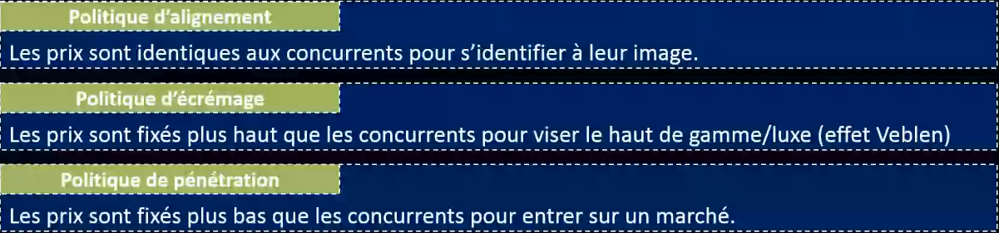 Politique d’alignement
Les prix sont identiques aux concurrents pour s’identifier à leur image.
Politique d’écrémage
Les prix sont fixés plus haut que les concurrents pour viser le haut de gamme/luxe (effet Veblen)
Politique de pénétration
Les prix sont fixés plus bas que les concurrents pour entrer sur un marché.